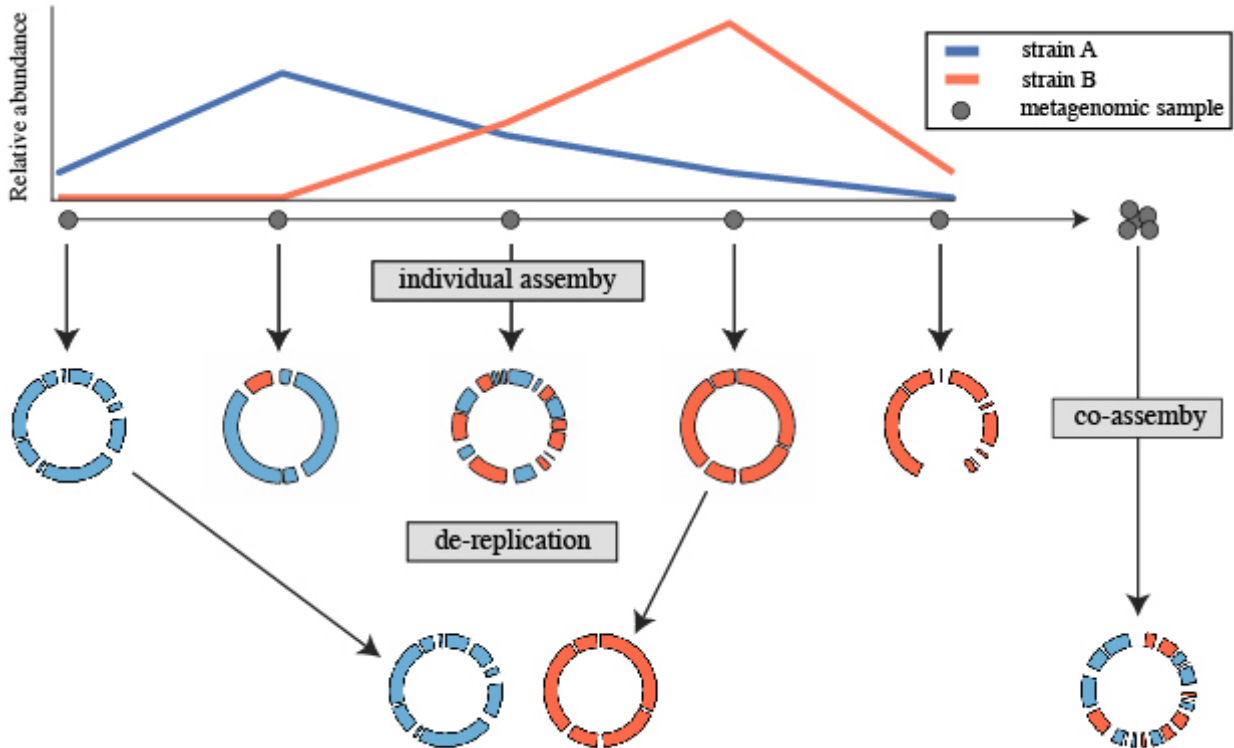 Relative abundance
strain A
strain B
metagenomic sample
individual assemby
co-assemby
de-replication